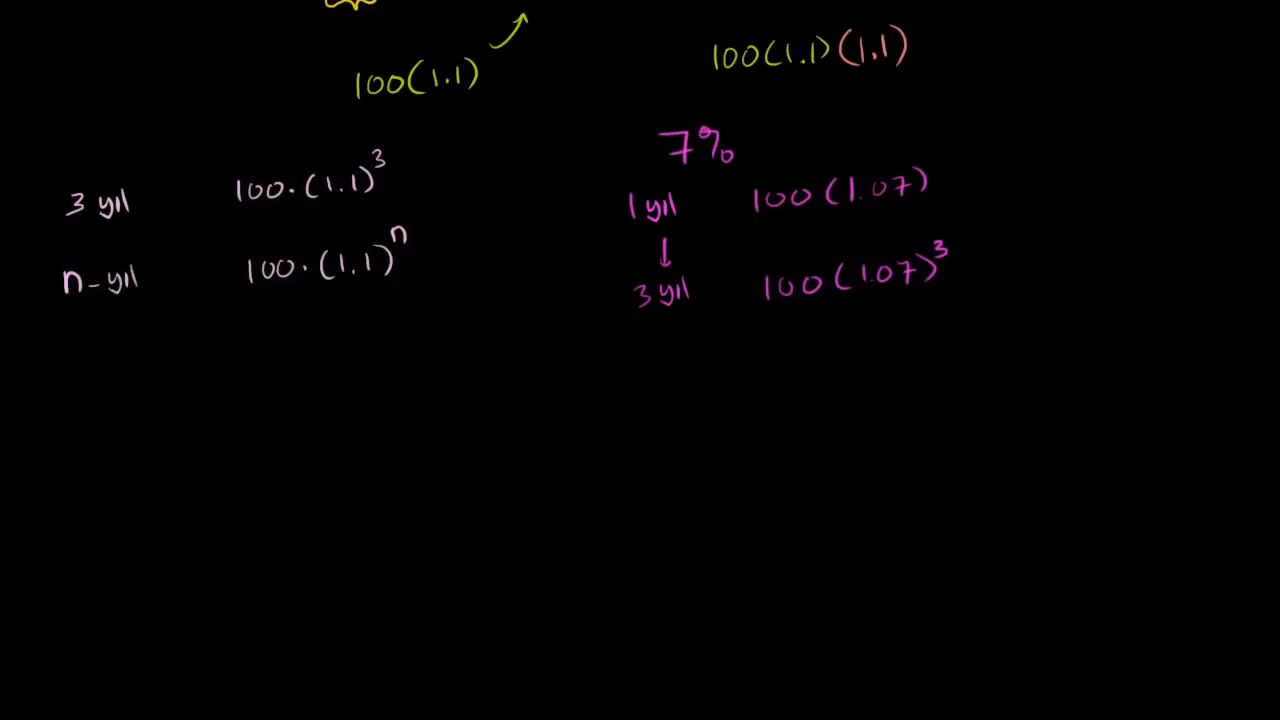 100(1.1)
100(1.1)(1.1)
3 yıl 100·(1.1)³
n-yıl 100·(1.1)ⁿ
7%
1 yıl 100(1.07)
↓
3 yıl 100(1.07)³